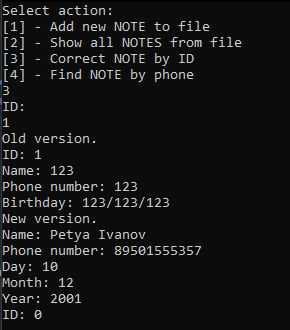 Select action:
[1] - Add new NOTE to file
[2] - Show all NOTES from file
[3] - Correct NOTE by ID
[4] - Find NOTE by phone
3
ID:
1
Old version.
ID: 1
Name: 123
Phone number: 123
Birthday: 123/123/123
New version.
Name: Petya Ivanov
Phone number: 89501555357
Day: 10
Month: 12
Year: 2001
ID: 0